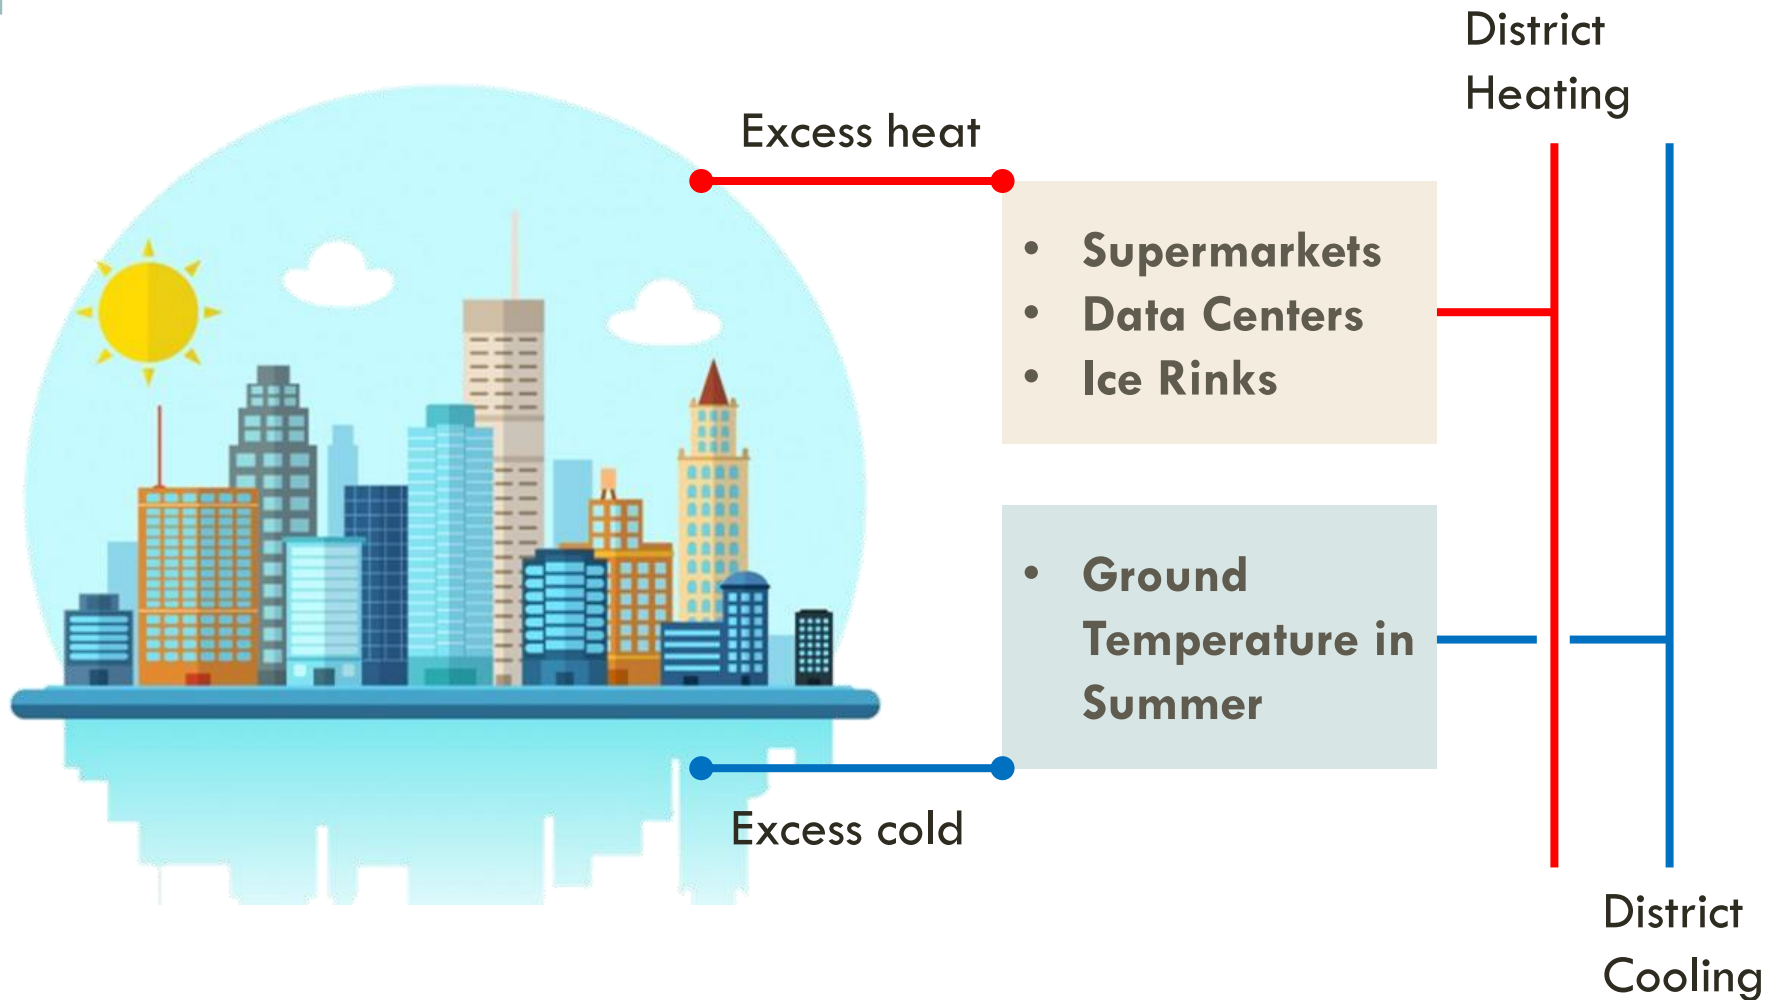 District
Heating
Excess heat
• Supermarkets
• Data Centers
• Ice Rinks
• Ground
Temperature in
Summer
Excess cold
District
Cooling